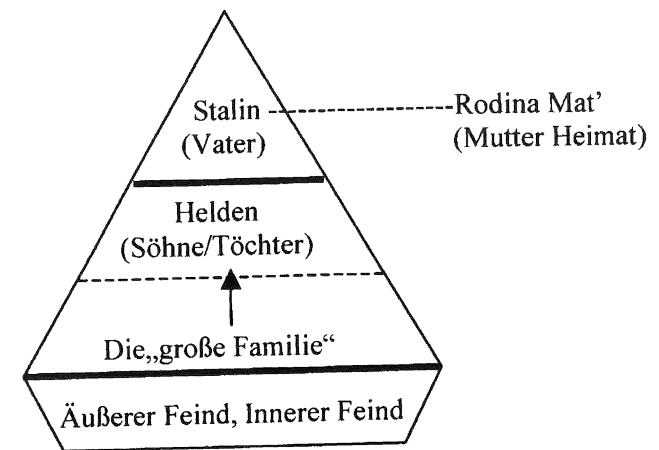 Stalin
(Vater)
Rodina Mat’
(Mutter Heimat)
Helden
(Söhne/Töchter)
Die„große Familie“
Äußerer Feind, Innerer Feind